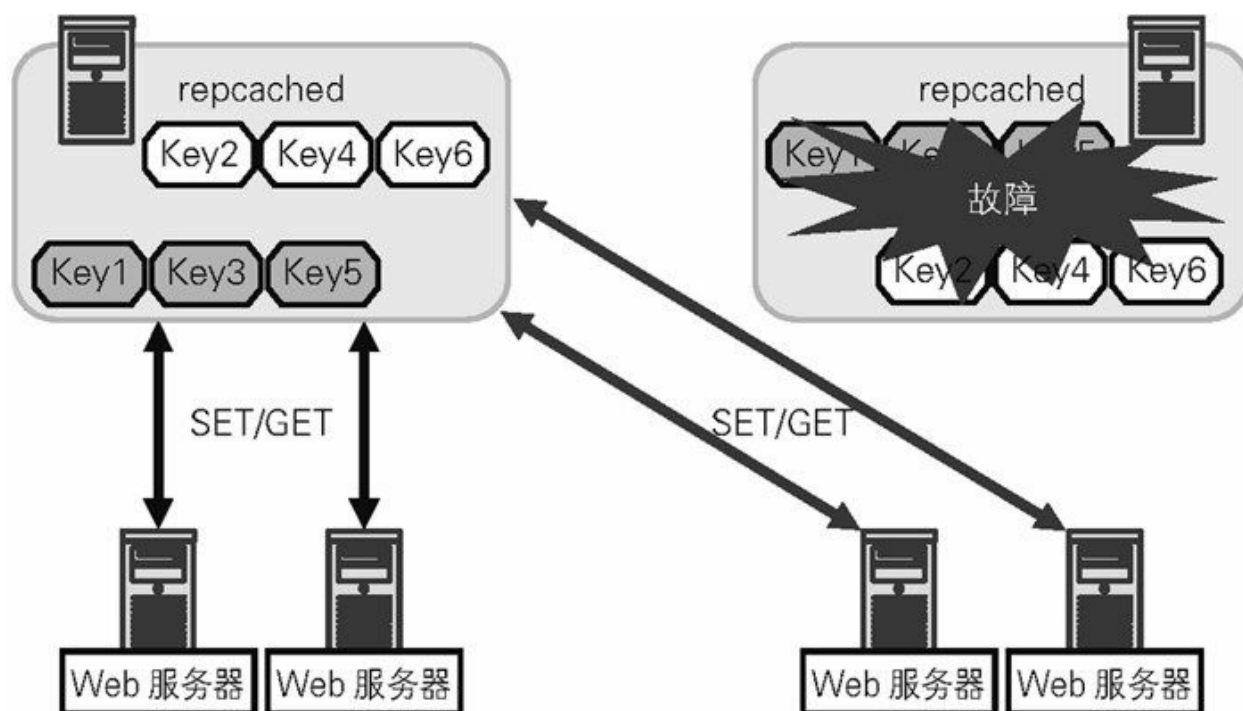 repcached
Key2 Key4 Key6
Key1 Key3 Key5
repcached
Key1
故障
Key2 Key4 Key6
SET/GET
SET/GET
Web 服务器
Web 服务器
Web 服务器
Web 服务器